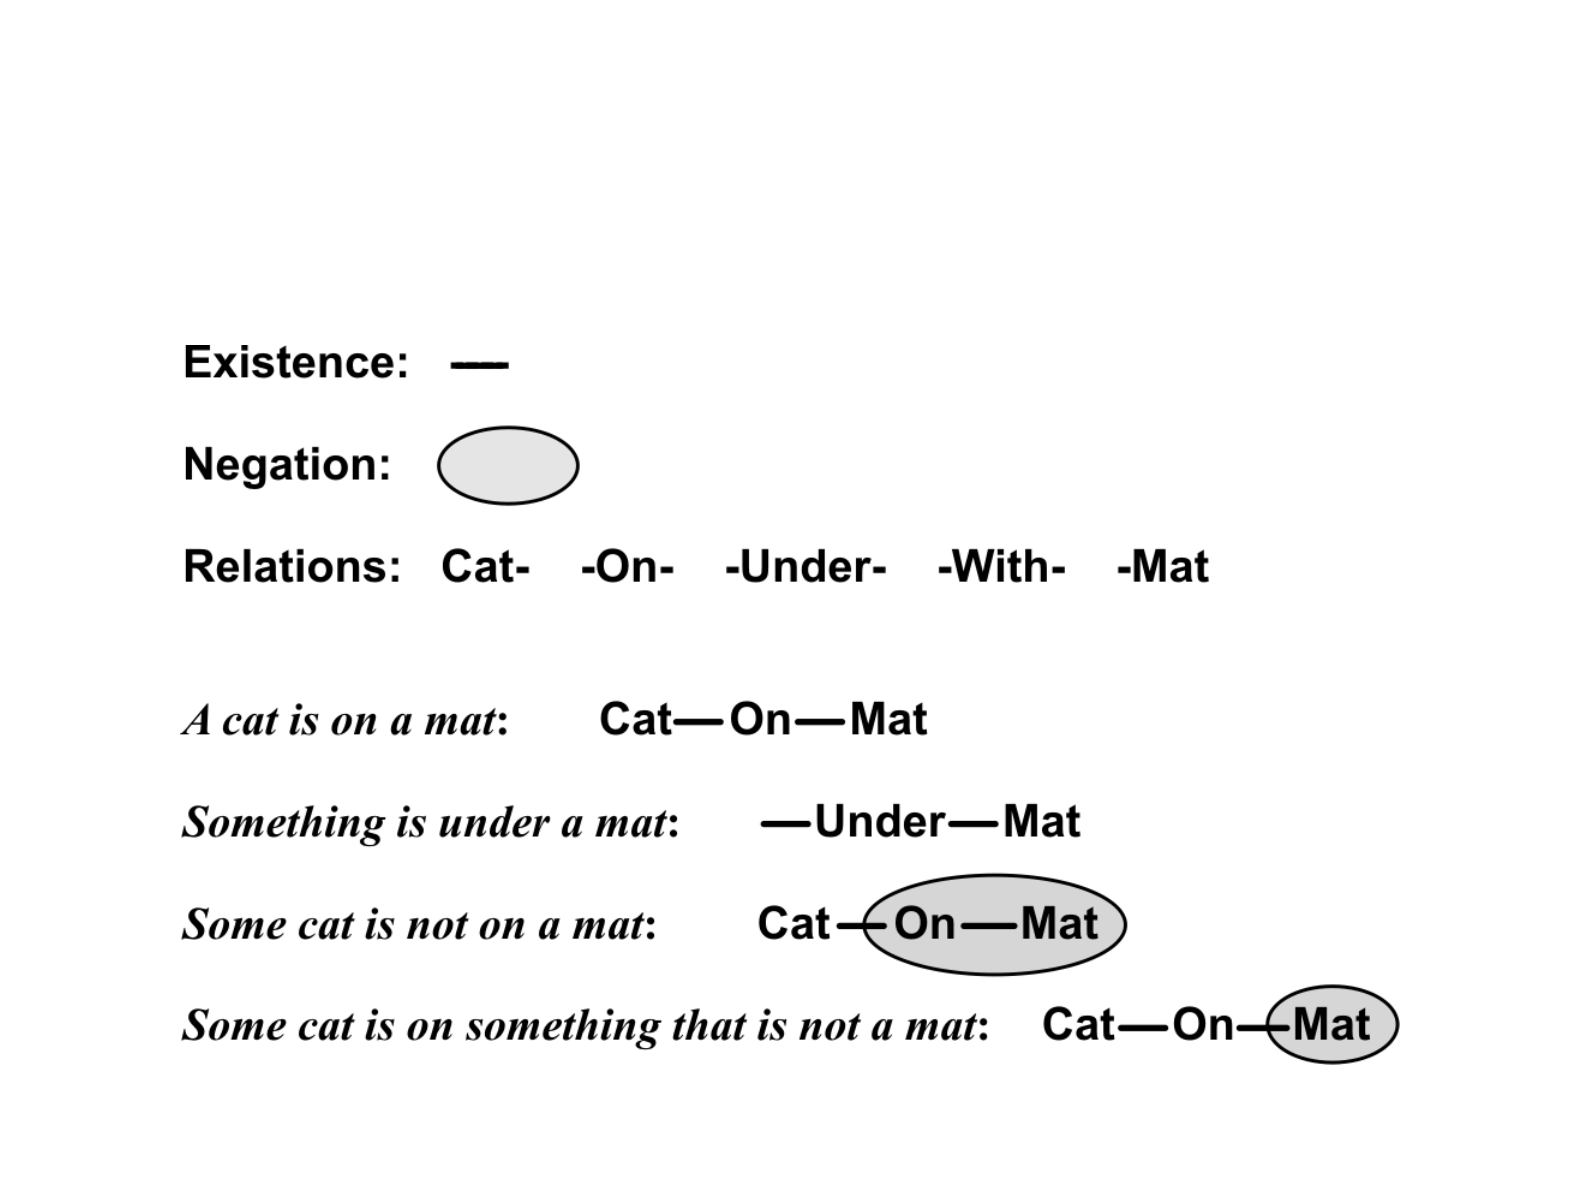 Existence:
Negation:
Relations: Cat- -On- -Under- -With- -Mat
A cat is on a mat: Cat—On—Mat
Something is under a mat: —Under—Mat
Some cat is not on a mat: Cat—On—Mat
Some cat is on something that is not a mat: Cat—On—Mat